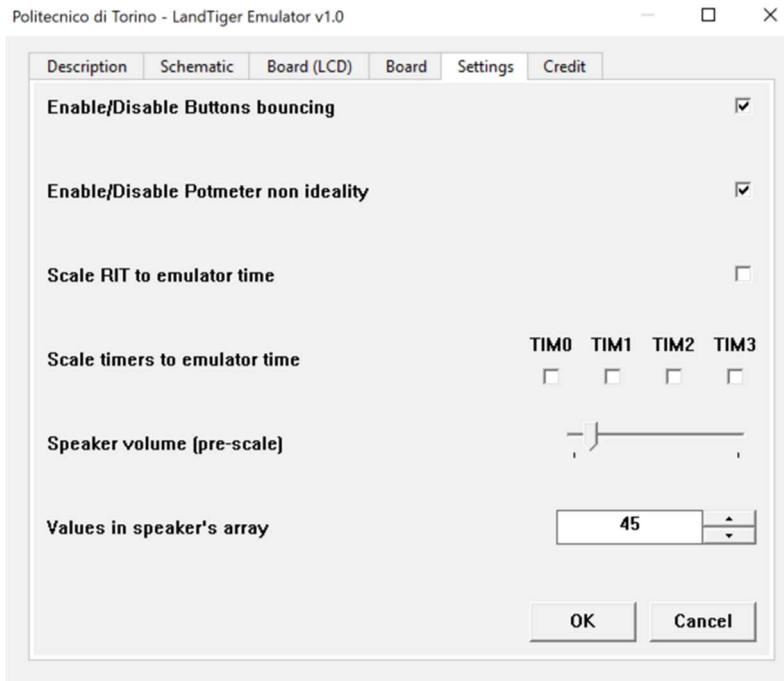 Politecnico di Torino - LandTiger Emulator v1.0
Description Schematic Board (LCD) Board Settings Credit
Enable/Disable Buttons bouncing
Enable/Disable Potmeter non ideality
Scale RIT to emulator time
TIM0 TIM1 TIM2 TIM3
Scale timers to emulator time
Speaker volume (pre-scale)
Values in speaker's array 45
OK Cancel